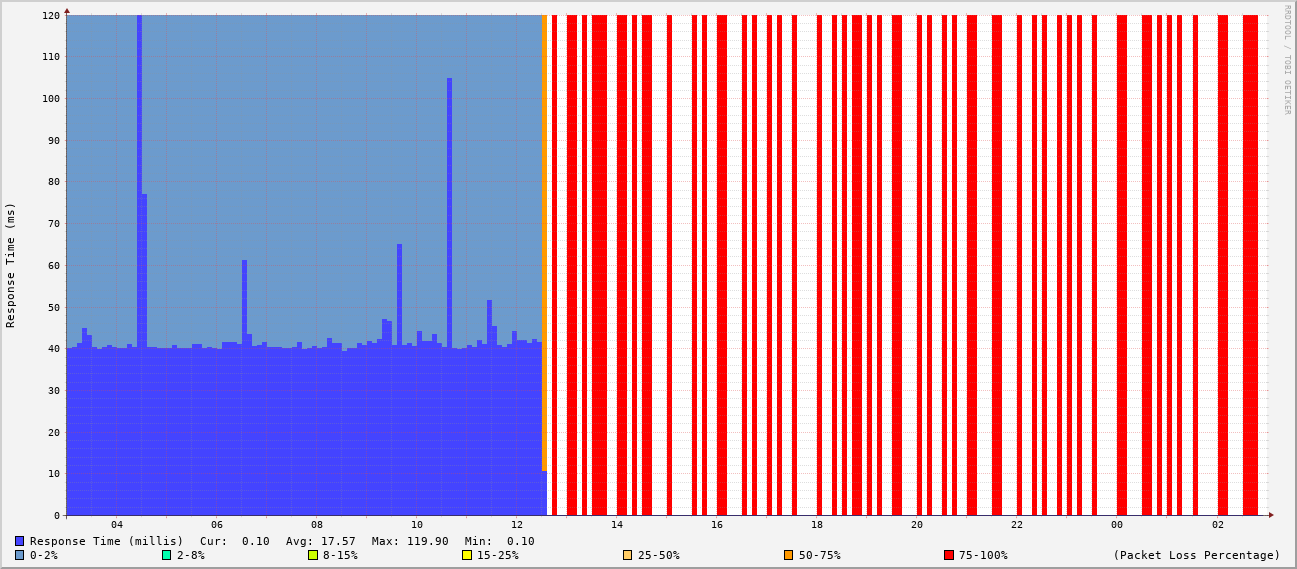 RRDTOOL / TOBI OETIKER
Response Time (ms)
120
110
100
90
80
70
60
50
40
30
20
10
0
04 06 08 10 12 14 16 18 20 22 00 02
Response Time (millis) Cur: 0.10 Avg: 17.57 Max: 119.90 Min: 0.10
0-2% 2-8% 8-15% 15-25% 25-50% 50-75% 75-100% (Packet Loss Percentage)